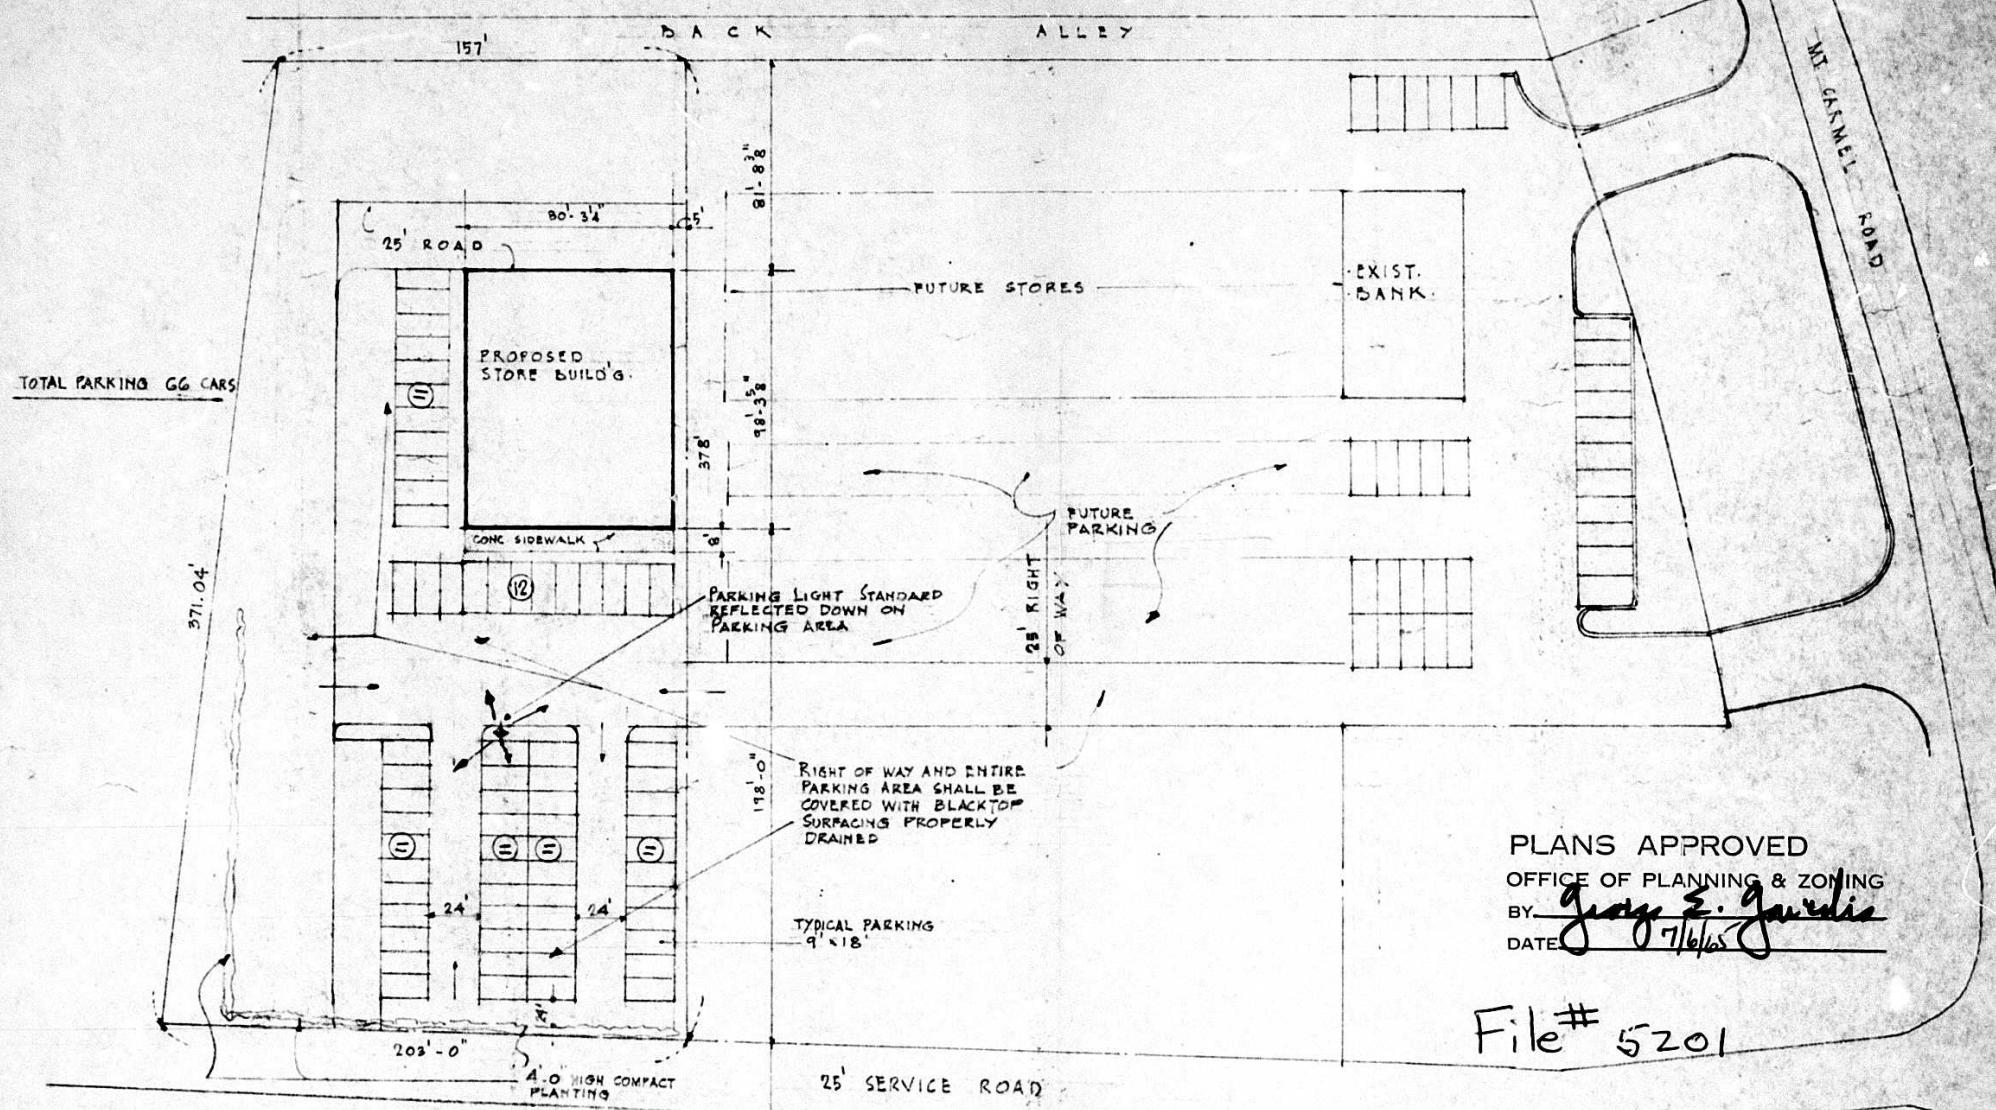 BACK ALLEY
157'
MT CARMEL ROAD
81'-8 3/8"
80'-3 1/4"
5'
25' ROAD
FUTURE STORES
EXIST.
BANK.
PROPOSED
STORE BUILD'G.
TOTAL PARKING 66 CARS
11
98'-3 5/8"
378'
CONC SIDEWALK
8'
12
FUTURE
PARKING
25' RIGHT
OF WAY
371.04'
PARKING LIGHT STANDARD
REFLECTED DOWN ON
PARKING AREA
198'-0"
RIGHT OF WAY AND ENTIRE
PARKING AREA SHALL BE
COVERED WITH BLACKTOP
SURFACING PROPERLY
DRAINED
11 11 11 11
24' 24'
TYPICAL PARKING
9' x 18'
PLANS APPROVED
OFFICE OF PLANNING & ZONING
BY George E.
DATE 7/6/65
File # 5201
203'-0"
4'-0" HIGH COMPACT
PLANTING
25' SERVICE ROAD